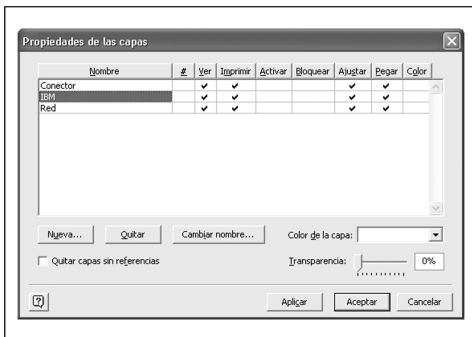 Propiedades de las capas
Nombre # Ver Imprimir Activar Bloquear Ajustar Pegar Color
Conector
IBM
Red
Nueva... Quitar Cambiar nombre... Color de la capa:
Quitar capas sin referencias Transparencia: 0%
Aplicar Aceptar Cancelar